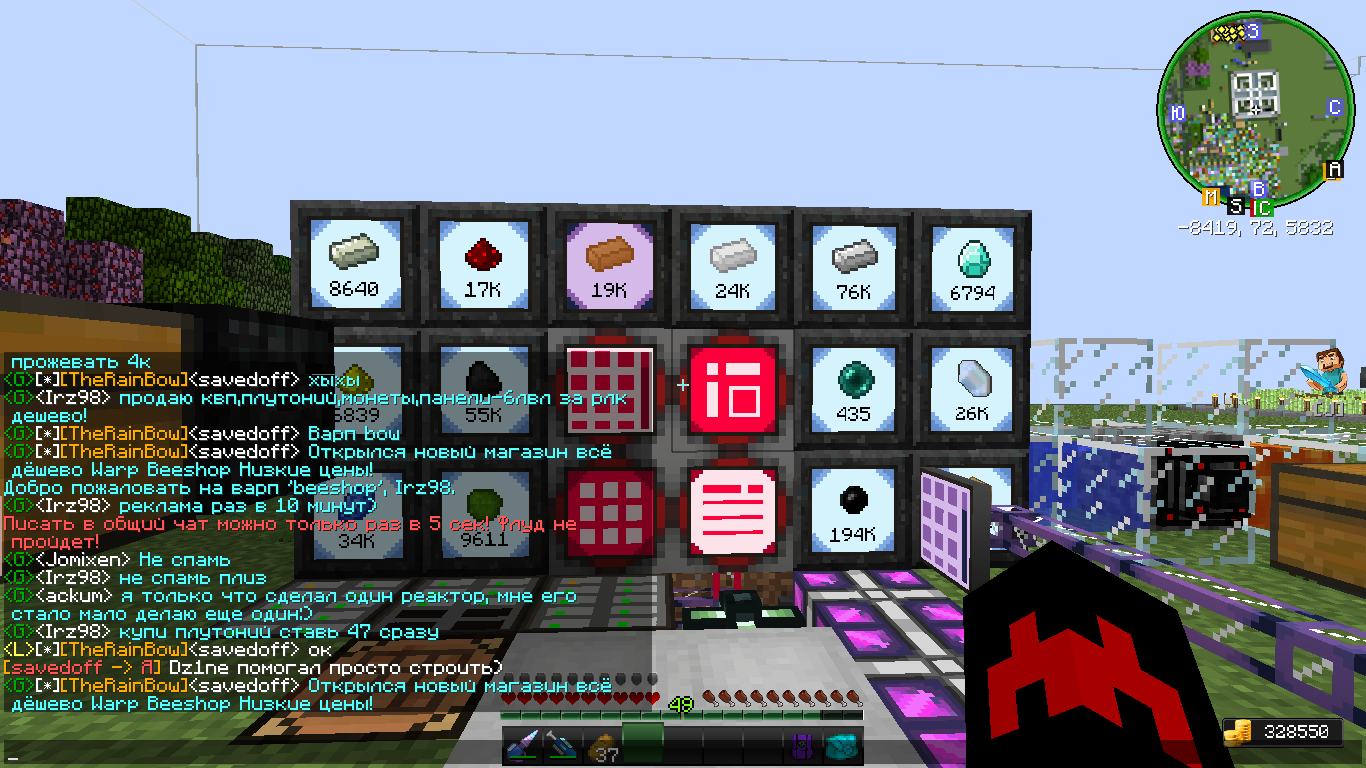 З
Ю
С
A
М
S
В
C
-8419, 72, 5832
8640
17K
19K
24K
76K
6794
5839
55K
435
26K
34K
9611
194K
прожевать 4к
<G>[*][TheRainBow]<savedoff> хыхы
<G><Irz98> продаю квп,плутоний,монеты,панели-6лвл за рлк
дешево!
<G>[*][TheRainBow]<savedoff> Варп bow
<G>[*][TheRainBow]<savedoff> Открылся новый магазин всё
дёшево Warp Beeshop Низкие цены!
Добро пожаловать на варп 'beeshop', Irz98.
<G><Irz98> реклама раз в 10 минут)
Писать в общий чат можно только раз в 5 сек! Флуд не
пройдет!
<G><Jomixen> Не спамь
<G><Irz98> не спамь плиз
<G><ackum> я только что сделал один реактор, мне его
стало мало делаю еще один:)
<G><Irz98> купи плутоний ставь 47 сразу
<L>[*][TheRainBow]<savedoff> ок
[savedoff -> Я] Dz1ne помогал просто строить)
<G>[*][TheRainBow]<savedoff> Открылся новый магазин всё
дёшево Warp Beeshop Низкие цены!
49
37
328550
_